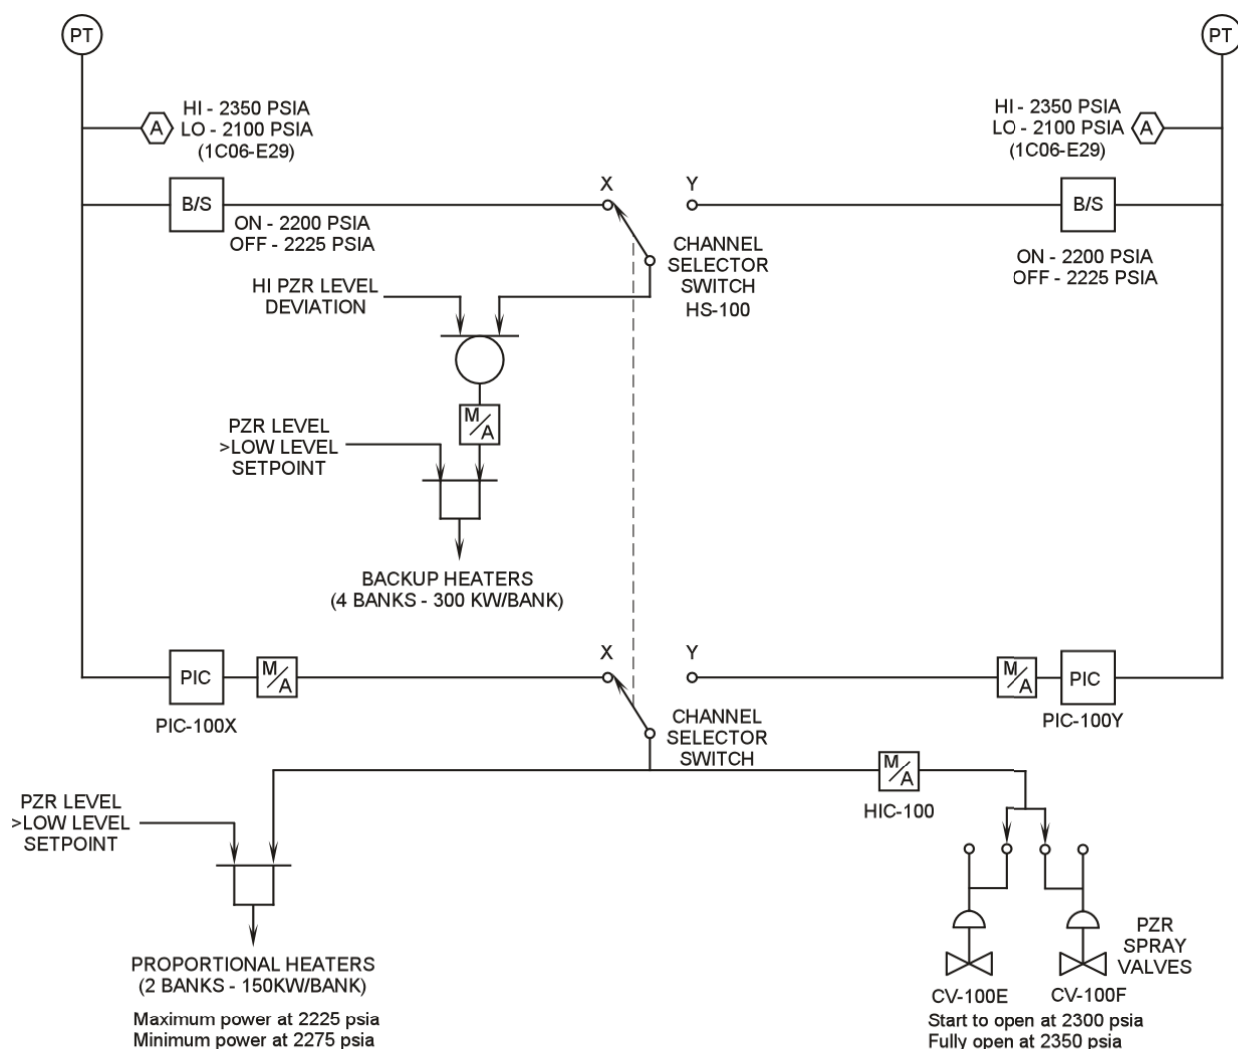 PT
PT
HI - 2350 PSIA
LO - 2100 PSIA
(1C06-E29)
A
HI - 2350 PSIA
LO - 2100 PSIA
(1C06-E29)
A
B/S
ON - 2200 PSIA
OFF - 2225 PSIA
X
Y
B/S
ON - 2200 PSIA
OFF - 2225 PSIA
CHANNEL
SELECTOR
SWITCH
HS-100
HI PZR LEVEL
DEVIATION
M/A
PZR LEVEL
>LOW LEVEL
SETPOINT
BACKUP HEATERS
(4 BANKS - 300 KW/BANK)
PIC
PIC-100X
M/A
X
Y
M/A
PIC
PIC-100Y
CHANNEL
SELECTOR
SWITCH
M/A
HIC-100
PZR LEVEL
>LOW LEVEL
SETPOINT
PROPORTIONAL HEATERS
(2 BANKS - 150KW/BANK)
Maximum power at 2225 psia
Minimum power at 2275 psia
PZR
SPRAY
VALVES
CV-100E
CV-100F
Start to open at 2300 psia
Fully open at 2350 psia